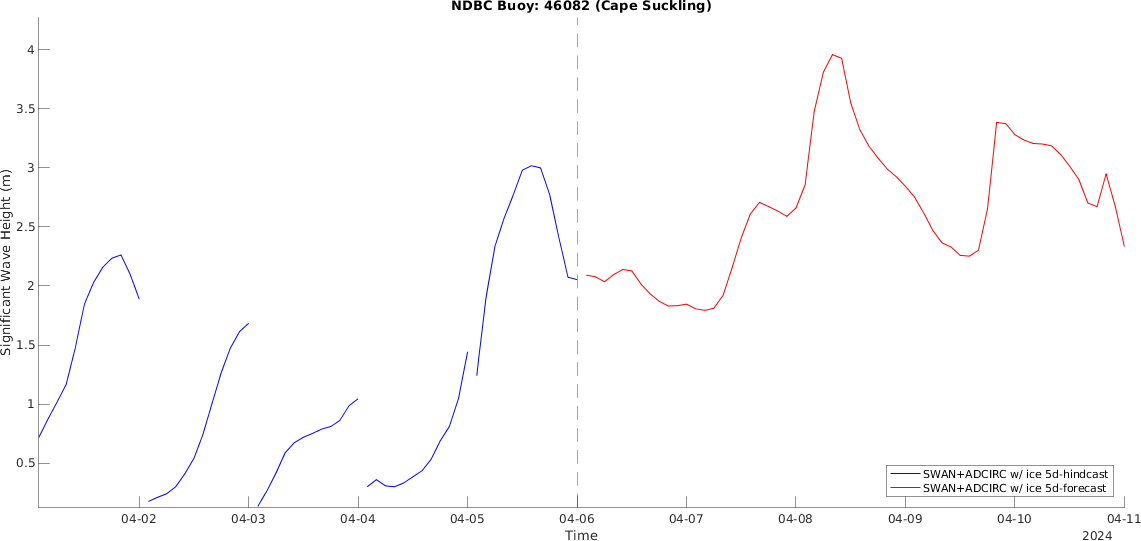 NDBC Buoy: 46082 (Cape Suckling)
Significant Wave Height (m)
4
3.5
3
2.5
2
1.5
1
0.5
SWAN+ADCIRC w/ ice 5d-hindcast
SWAN+ADCIRC w/ ice 5d-forecast
04-02 04-03 04-04 04-05 04-06 04-07 04-08 04-09 04-10 04-11
Time
2024